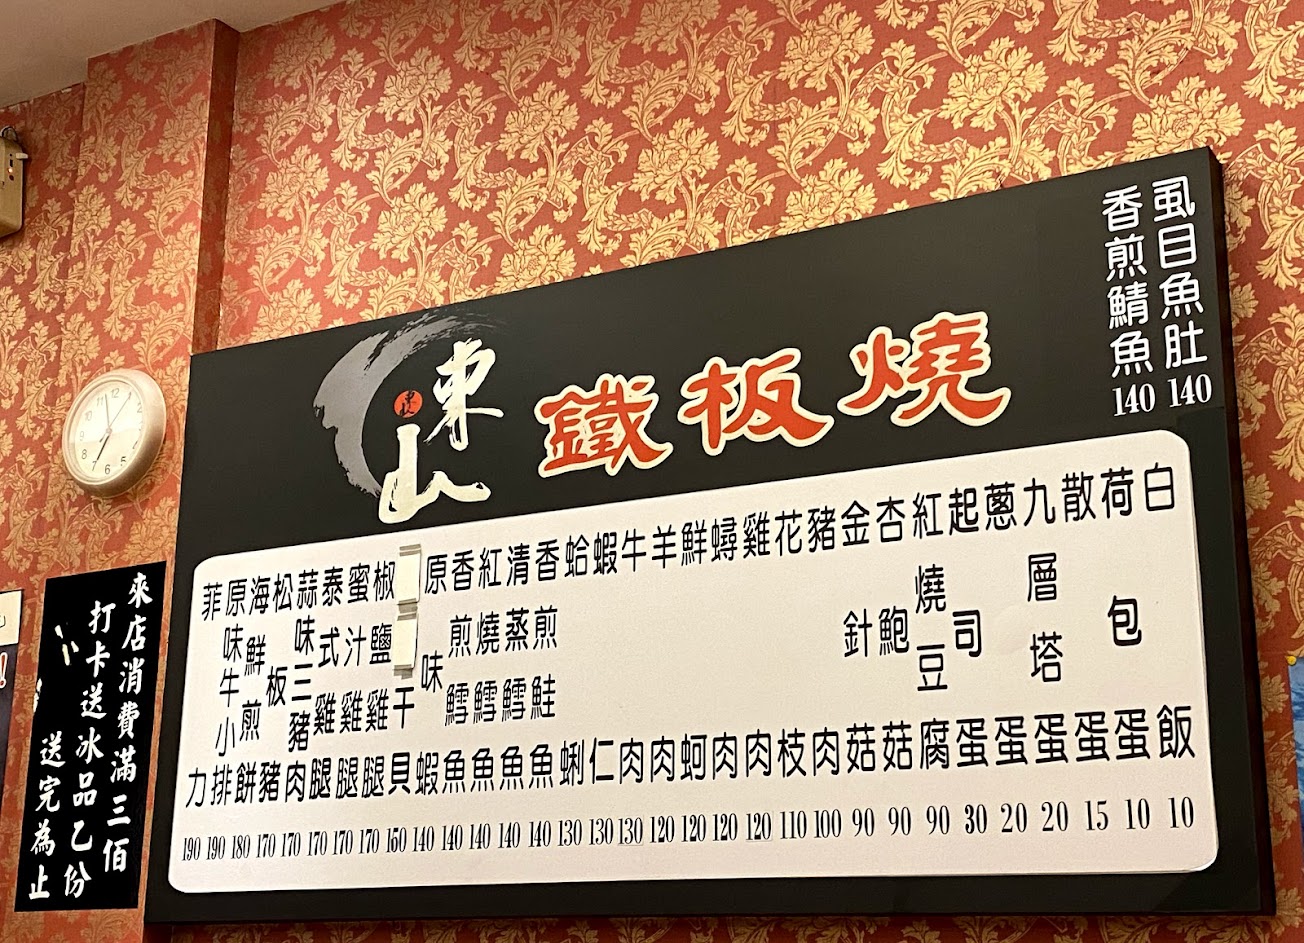 虱目魚肚 140
香煎鯖魚 140
東山
鐵板燒
白飯 10
荷包蛋 10
散蛋 15
九層塔蛋 20
蔥蛋 20
起司蛋 30
紅燒豆腐 90
杏鮑菇 90
金針菇 90
豬肉 100
花枝 110
雞肉 120
蟳肉 120
鮮蚵 120
羊肉 120
牛肉 130
蝦仁 130
蛤蜊 130
香煎鮭魚 140
清蒸鱈魚 140
紅燒鱈魚 140
香煎鱈魚 140
原味蝦 140
干貝 160
椒鹽雞腿 170
蜜汁雞腿 170
泰式雞腿 170
蒜味三豬肉 170
松板豬 170
海鮮煎餅 180
原味牛小排 190
菲力 190
來店消費滿三佰
打卡送冰品乙份
送完為止